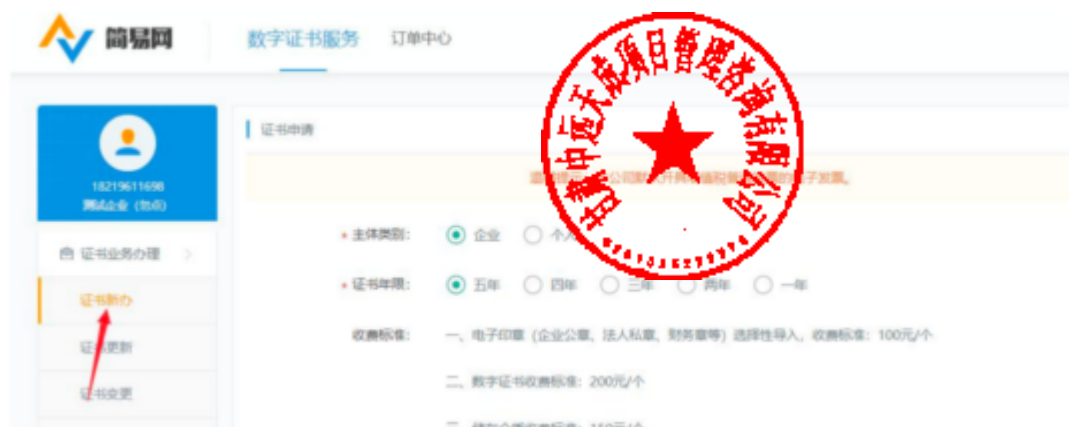 简易网
数字证书服务 订单中心
证书申请
18219611698
测试企业（勿点）
主体类别： 企业 个人
证书业务办理
证书年限： 五年 四年 三年 两年 一年
证书新办
收费标准： 一、电子印章（企业公章、法人私章、财务章等）选择性导入，收费标准：100元/个
证书更新
二、数字证书收费标准：200元/个
证书变更
甘肃中远天成项目管理咨询有限公司